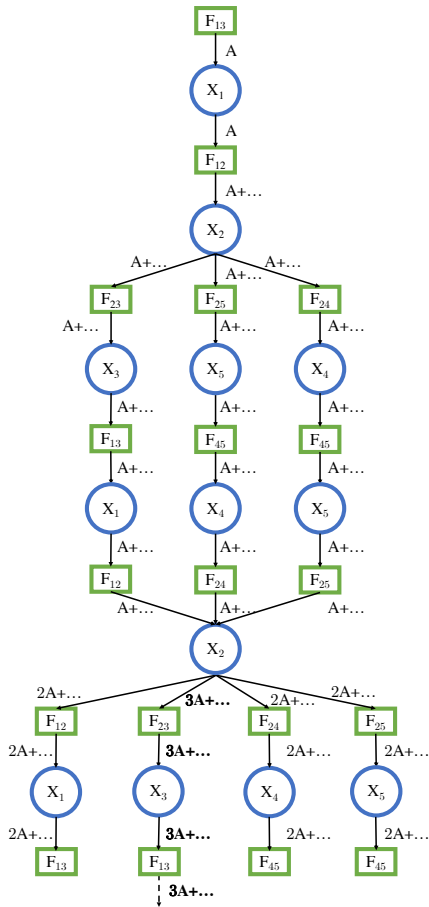 F₁₃
A
X₁
A
F₁₂
A+…
X₂
A+… A+… A+…
F₂₃ F₂₅ F₂₄
A+… A+… A+…
X₃ X₅ X₄
A+… A+… A+…
F₁₃ F₄₅ F₄₅
A+… A+… A+…
X₁ X₄ X₅
A+… A+… A+…
F₁₂ F₂₄ F₂₅
A+… A+… A+…
X₂
2A+… 3A+… 2A+… 2A+…
F₁₂ F₂₃ F₂₄ F₂₅
2A+… 3A+… 2A+… 2A+…
X₁ X₃ X₄ X₅
2A+… 3A+… 2A+… 2A+…
F₁₃ F₁₃ F₄₅ F₄₅
3A+…